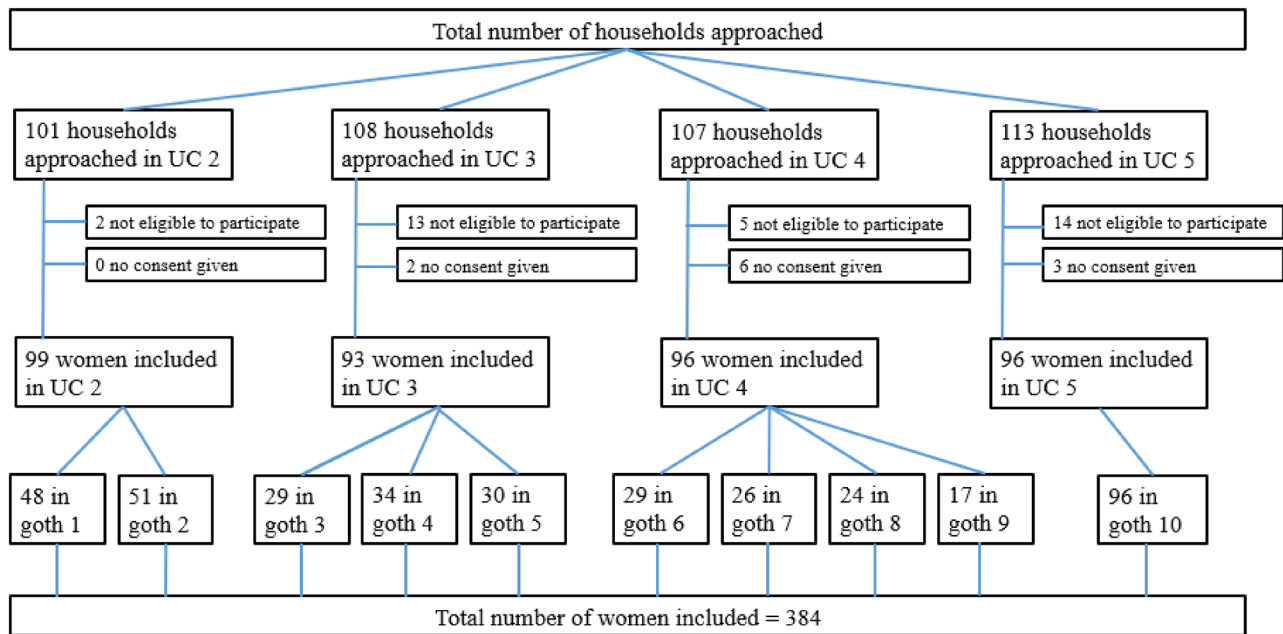 Total number of households approached
101 households
approached in UC 2
108 households
approached in UC 3
107 households
approached in UC 4
113 households
approached in UC 5
2 not eligible to participate
13 not eligible to participate
5 not eligible to participate
14 not eligible to participate
0 no consent given
2 no consent given
6 no consent given
3 no consent given
99 women included
in UC 2
93 women included
in UC 3
96 women included
in UC 4
96 women included
in UC 5
48 in
goth 1
51 in
goth 2
29 in
goth 3
34 in
goth 4
30 in
goth 5
29 in
goth 6
26 in
goth 7
24 in
goth 8
17 in
goth 9
96 in
goth 10
Total number of women included = 384